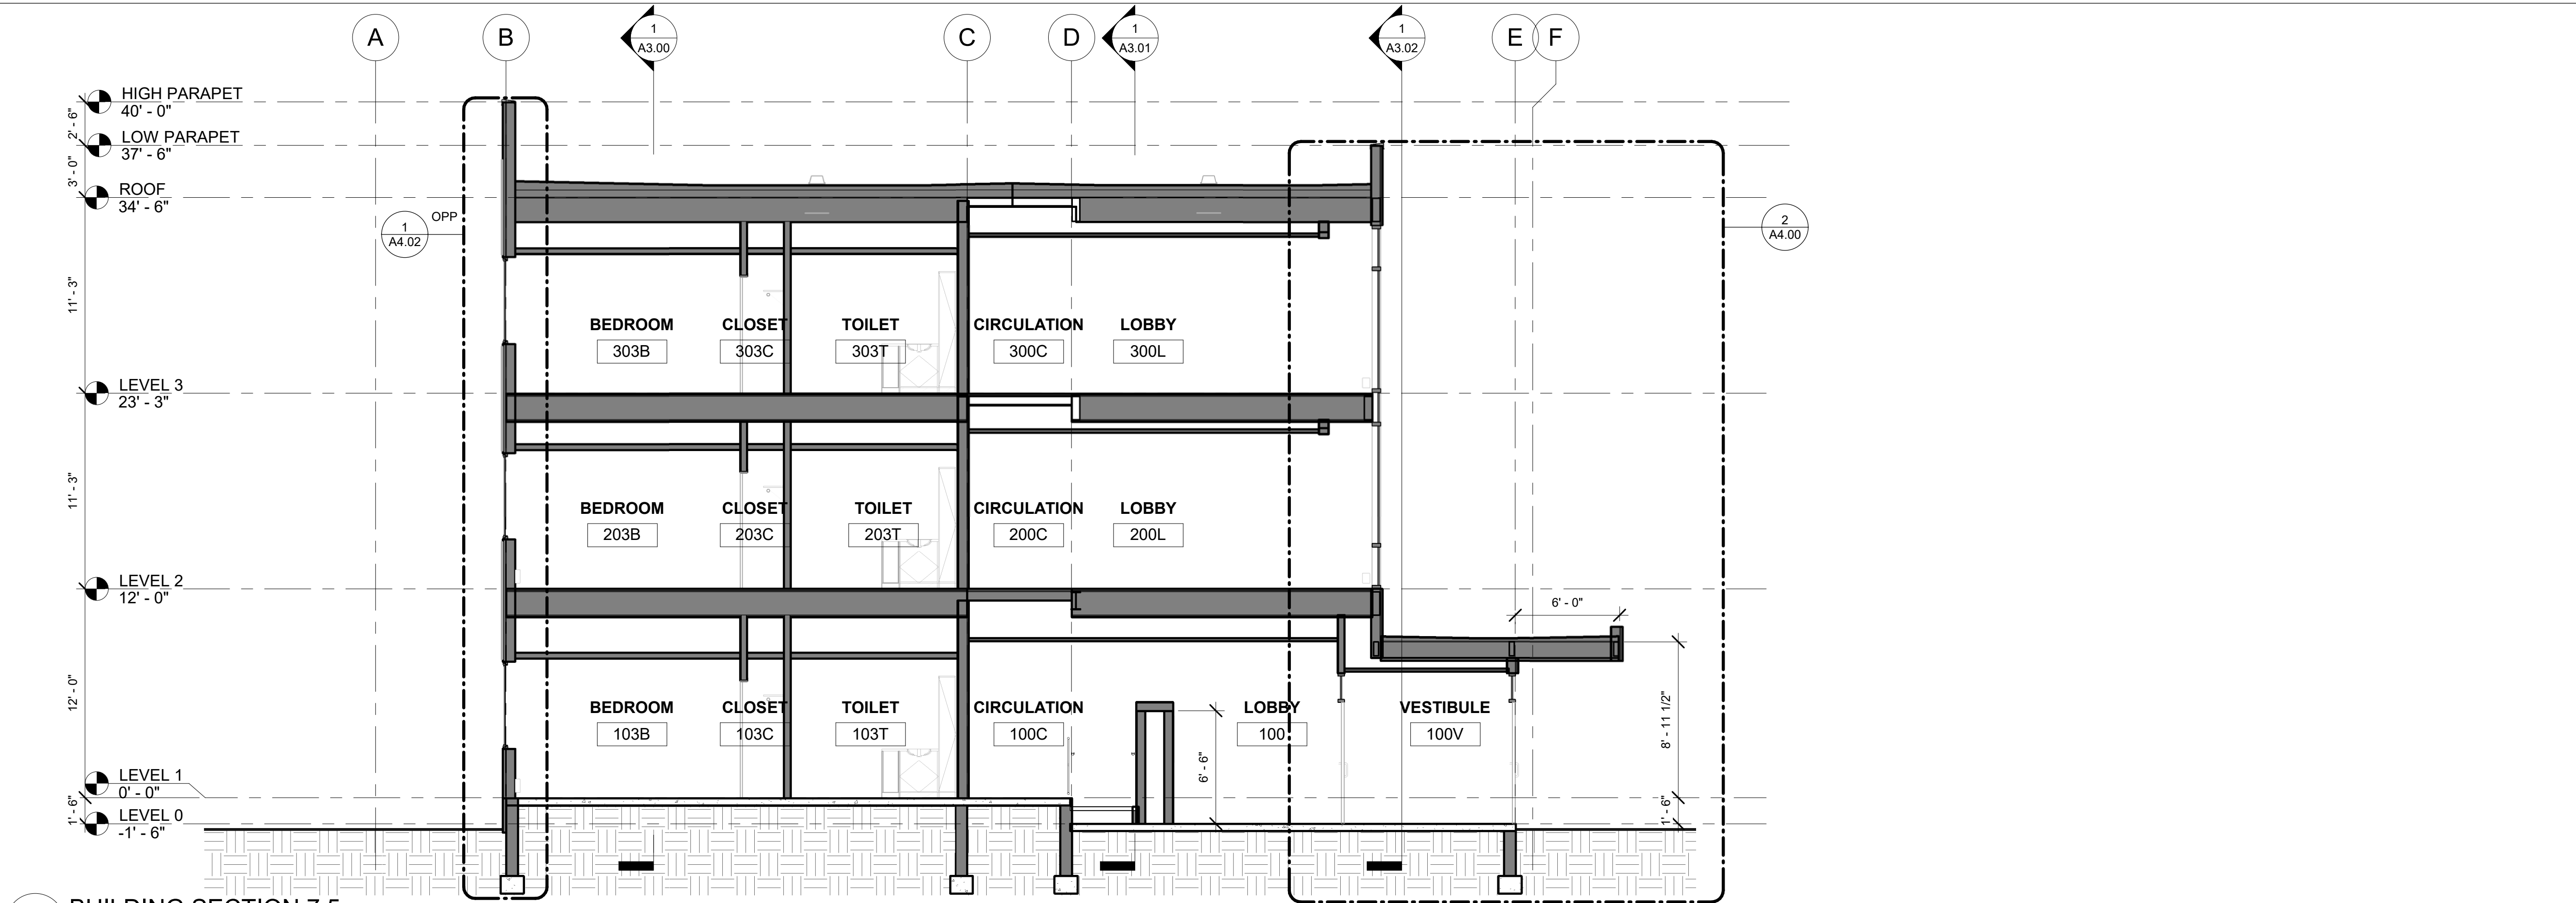 A B 1 C D 1 1 E F
A3.00 A3.01 A3.02
HIGH PARAPET
40' - 0"
2' - 6"
LOW PARAPET
37' - 6"
3' - 0"
ROOF
34' - 6"
OPP
1
A4.02
2
A4.00
11' - 3"
BEDROOM CLOSET TOILET CIRCULATION LOBBY
303B 303C 303T 300C 300L
LEVEL 3
23' - 3"
11' - 3"
BEDROOM CLOSET TOILET CIRCULATION LOBBY
203B 203C 203T 200C 200L
LEVEL 2
12' - 0"
6' - 0"
12' - 0"
BEDROOM CLOSET TOILET CIRCULATION LOBBY VESTIBULE
103B 103C 103T 100C 100 100V
6' - 6"
8' - 11 1/2"
LEVEL 1
0' - 0"
1' - 6"
1' - 6"
LEVEL 0
-1' - 6"
BUILDING SECTION 7.5